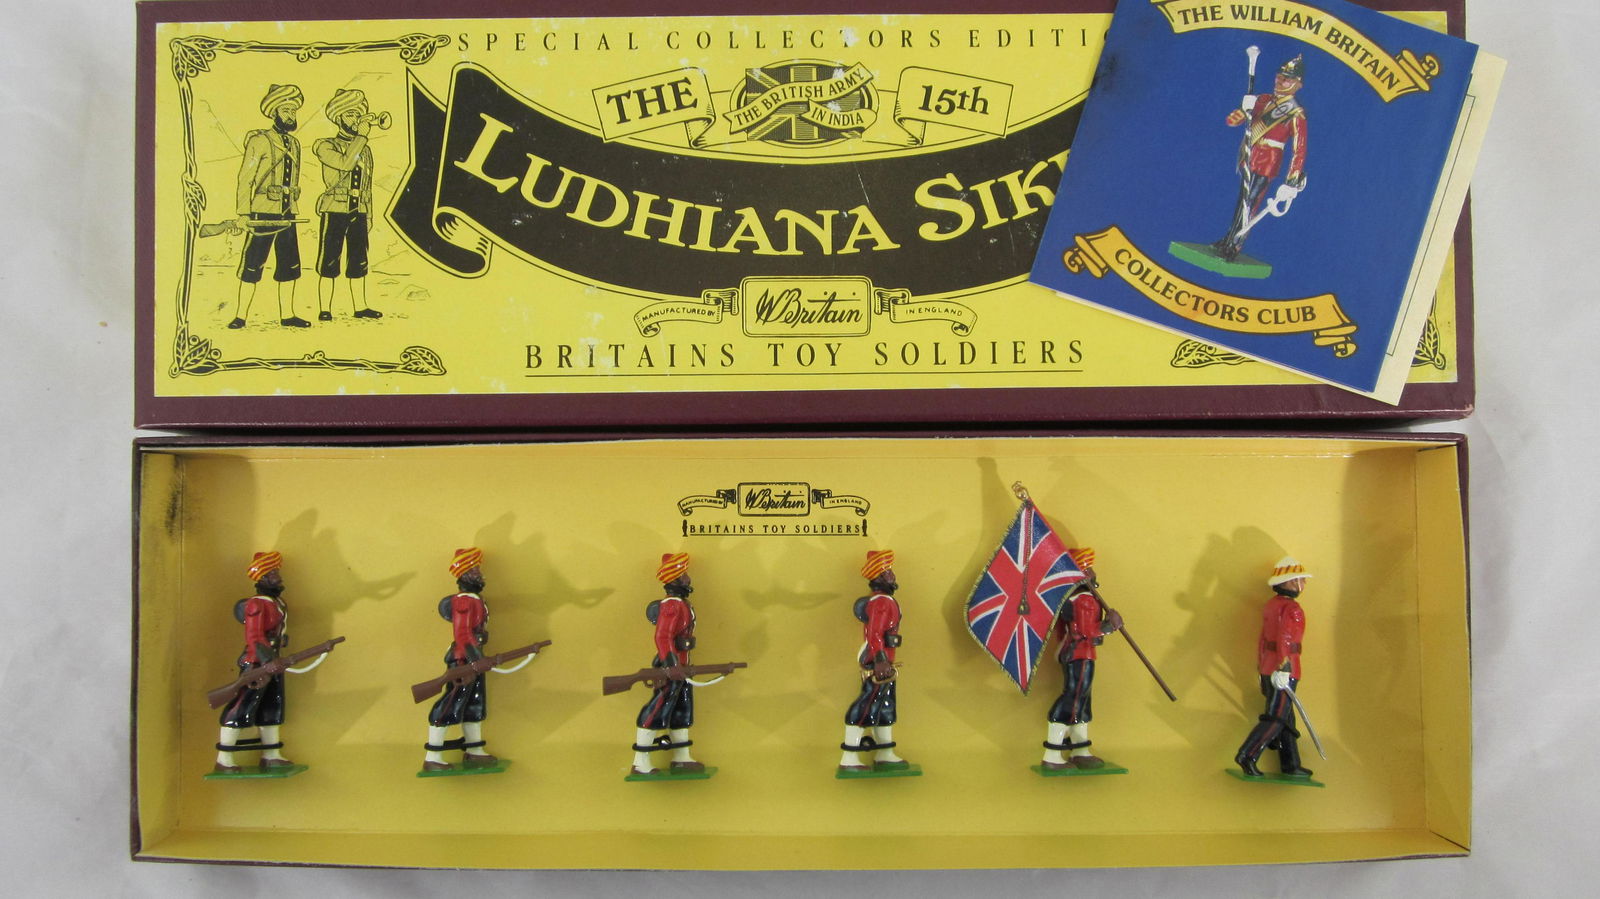 SPECIAL COLLECTORS EDITI
THE
THE BRITISH ARMY
IN INDIA
15th
LUDHIANA SIK
MANUFACTURED BY
W Britain
IN ENGLAND
BRITAINS TOY SOLDIERS
THE WILLIAM BRITAIN
COLLECTORS CLUB
MANUFACTURED BY
W Britain
IN ENGLAND
BRITAINS TOY SOLDIERS